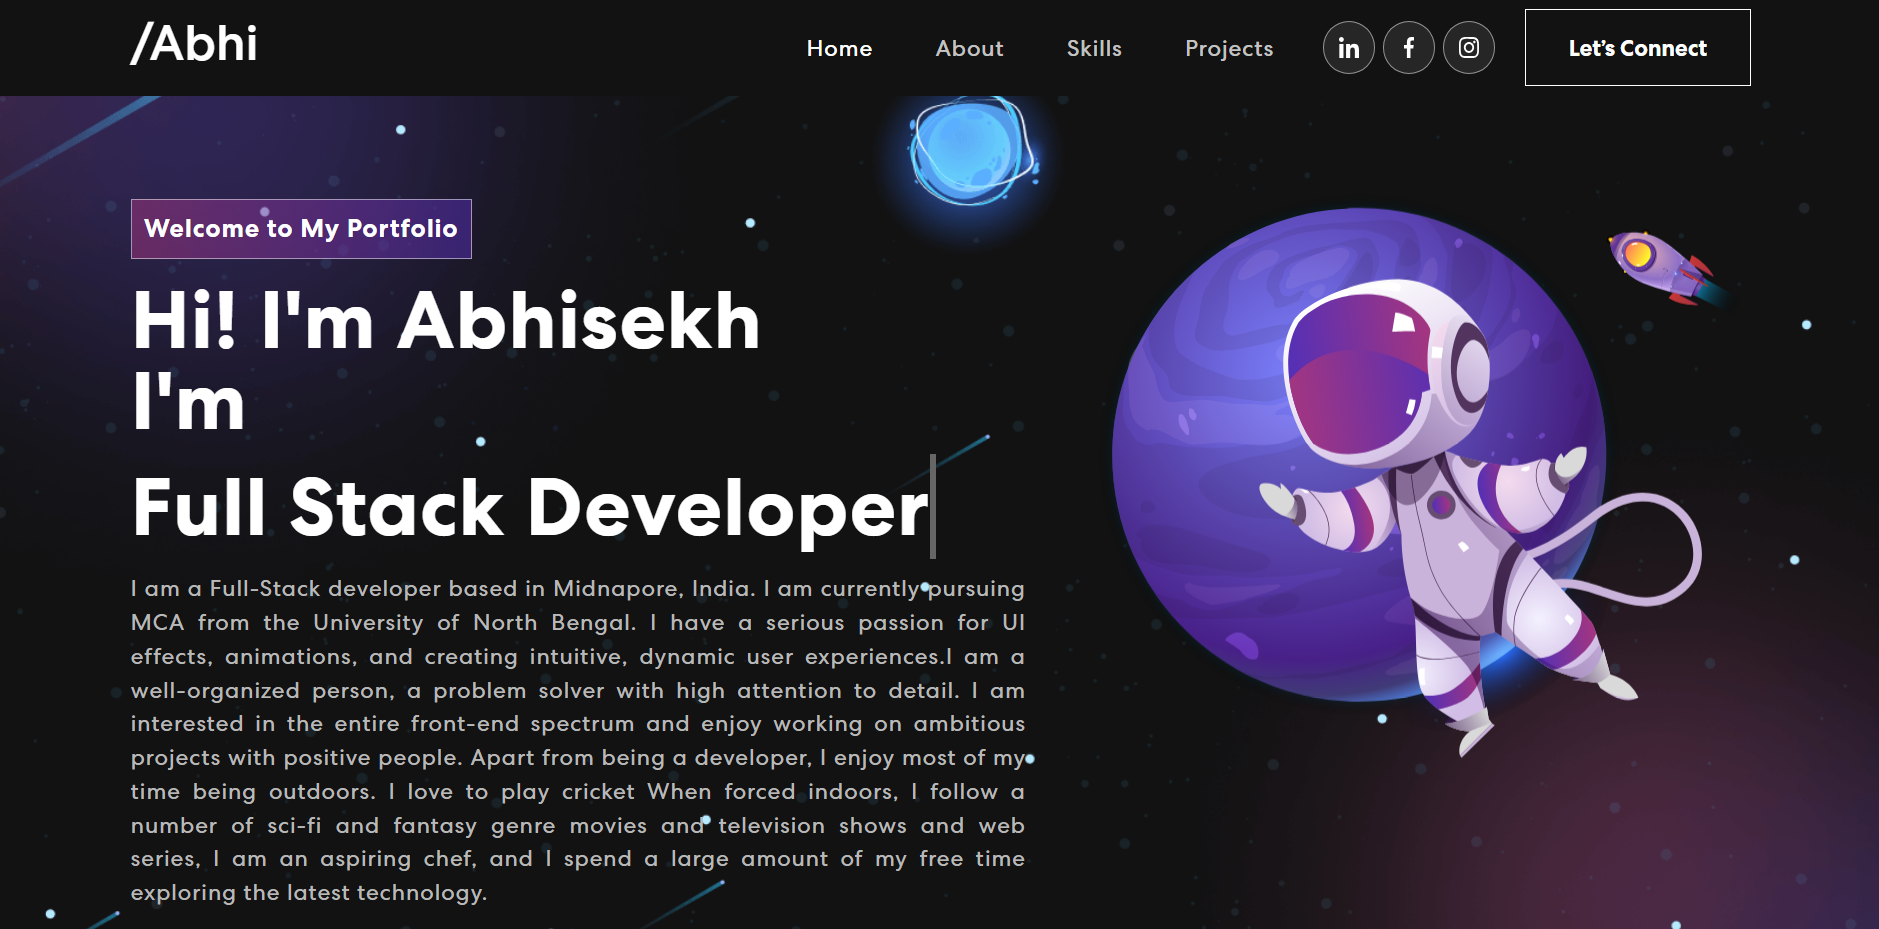 /Abhi
Home About Skills Projects Let's Connect
Welcome to My Portfolio
Hi! I'm Abhisekh
I'm
Full Stack Developer
I am a Full-Stack developer based in Midnapore, India. I am currently pursuing
MCA from the University of North Bengal. I have a serious passion for UI
effects, animations, and creating intuitive, dynamic user experiences.I am a
well-organized person, a problem solver with high attention to detail. I am
interested in the entire front-end spectrum and enjoy working on ambitious
projects with positive people. Apart from being a developer, I enjoy most of my
time being outdoors. I love to play cricket When forced indoors, I follow a
number of sci-fi and fantasy genre movies and television shows and web
series, I am an aspiring chef, and I spend a large amount of my free time
exploring the latest technology.